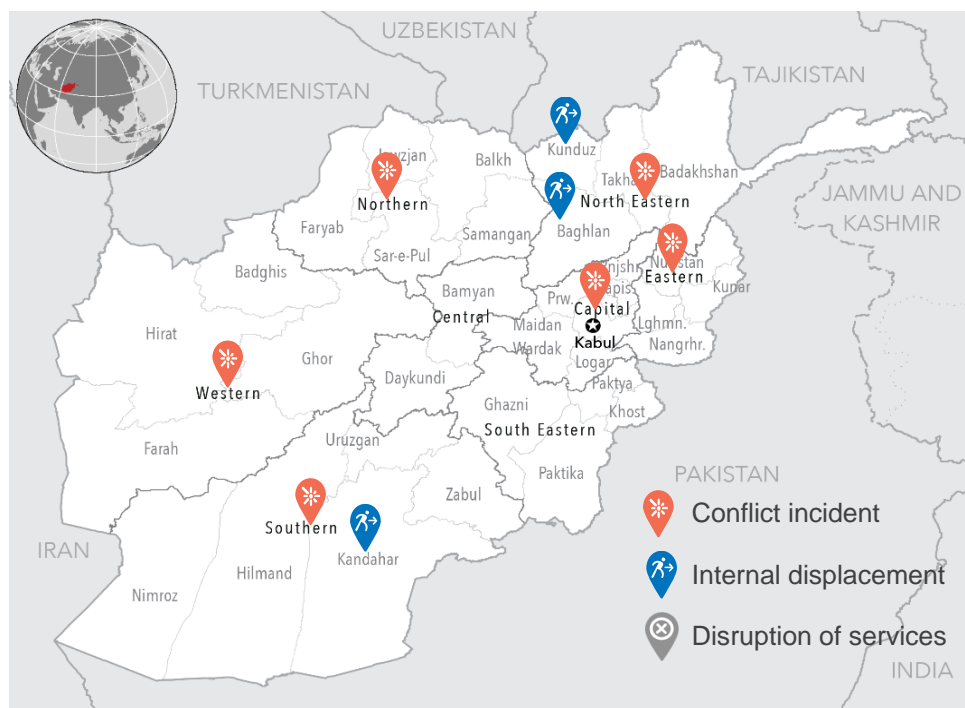 UZBEKISTAN
TAJIKISTAN
TURKMENISTAN
Kunduz
Balkh
Badakhshan
JAMMU AND
KASHMIR
Northern
North Eastern
Faryab
Samangan
Baghlan
Sar-e-Pul
Badghis
Eastern
Bamyan
Kunar
Prw.
Capital
Central
Maidan
Wardak
Lghmn.
Hirat
Kabul
Nangrhr.
Ghor
Logar
Daykundi
Paktya
Western
Ghazni
Khost
South Eastern
Uruzgan
Farah
Paktika
PAKISTAN
Zabul
Conflict incident
Southern
IRAN
Kandahar
Hilmand
Internal displacement
Nimroz
Disruption of services
INDIA